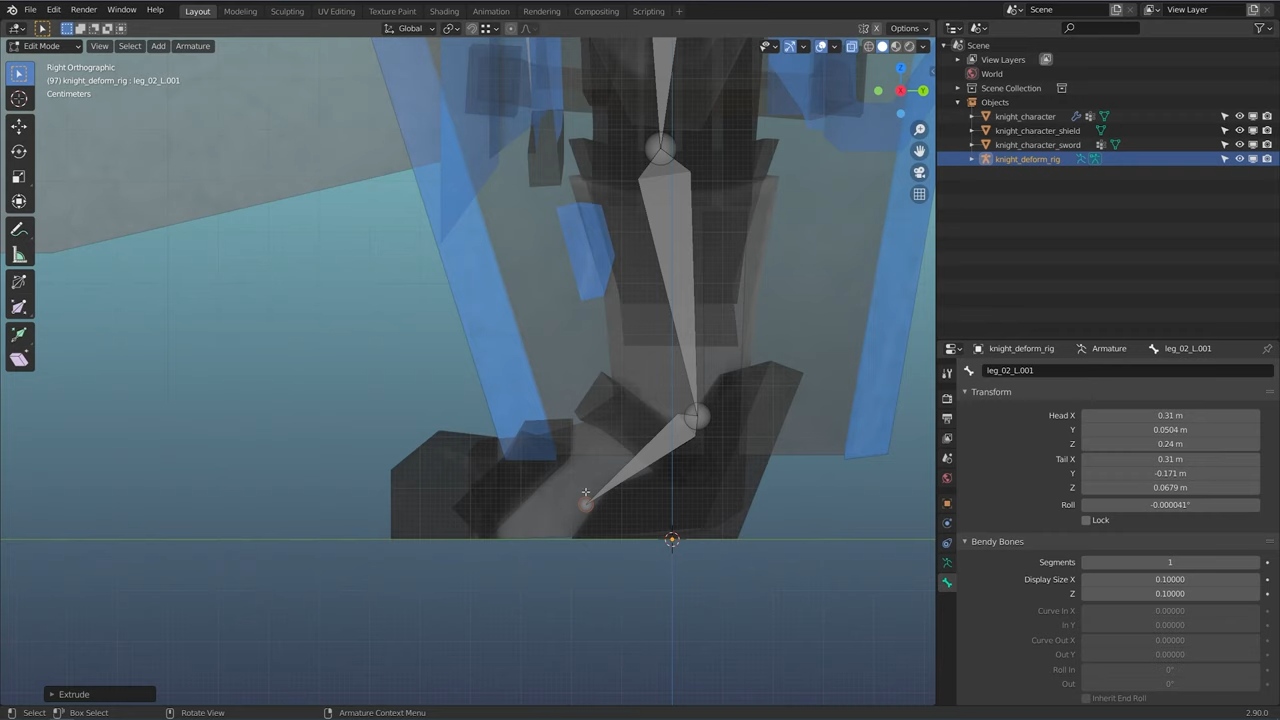 File Edit Render Window Help Layout Modeling Sculpting UV Editing Texture Paint Shading Animation Rendering Compositing Scripting + Scene View Layer
Global Options
Edit Mode View Select Add Armature
Right Orthographic
(97) knight_deform_rig : leg_02_L.001
Centimeters
Scene
View Layers
World
Scene Collection
Objects
knight_character
knight_character_shield
knight_character_sword
knight_deform_rig
X
Y
knight_deform_rig Armature leg_02_L.001
leg_02_L.001
Transform
Head X 0.31 m
Y 0.0504 m
Z 0.24 m
Tail X 0.31 m
Y -0.171 m
Z 0.0679 m
Roll -0.000041°
Lock
Bendy Bones
Segments 1
Display Size X 0.10000
Z 0.10000
Curve In X 0.00000
In Y 0.00000
Curve Out X 0.00000
Out Y 0.00000
Roll In 0°
Out 0°
Inherit End Roll
Extrude
Select Box Select Rotate View Armature Context Menu 2.90.0